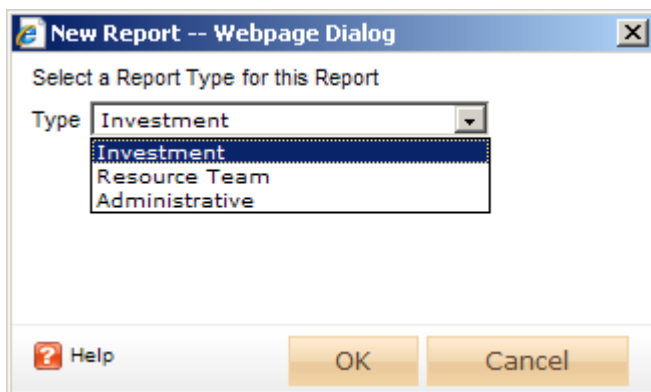 New Report -- Webpage Dialog
Select a Report Type for this Report
Type Investment
Investment
Resource Team
Administrative
Help OK Cancel